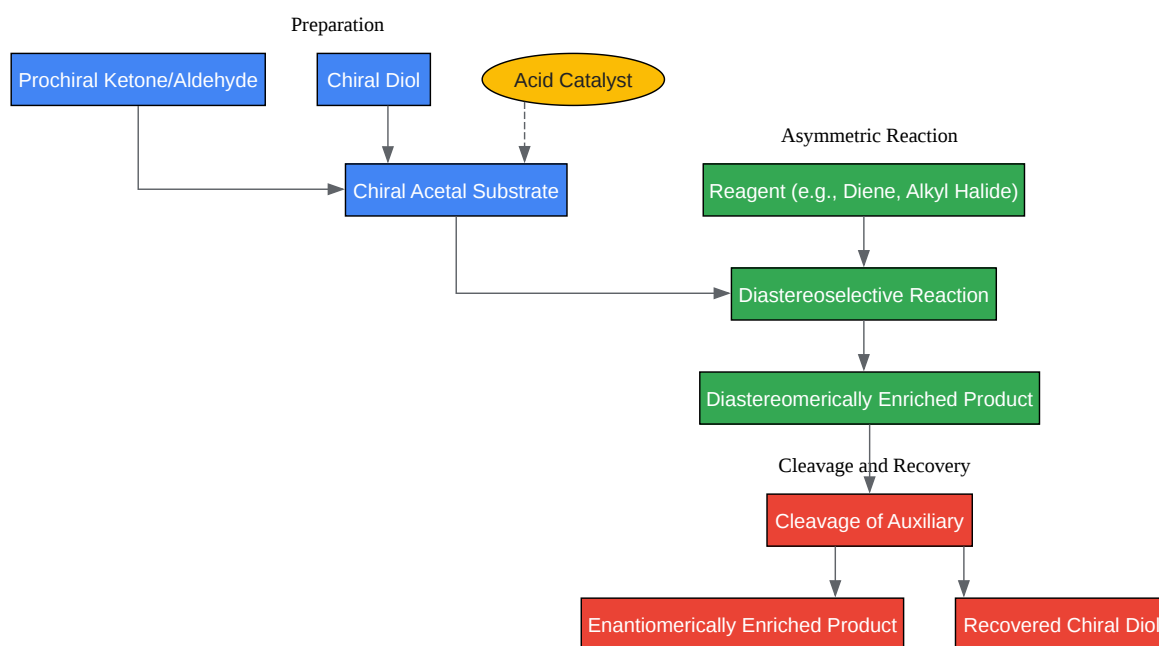 Preparation
Prochiral Ketone/Aldehyde
Chiral Diol
Acid Catalyst
Asymmetric Reaction
Chiral Acetal Substrate
Reagent (e.g., Diene, Alkyl Halide)
Diastereoselective Reaction
Diastereomerically Enriched Product
Cleavage and Recovery
Cleavage of Auxiliary
Enantiomerically Enriched Product
Recovered Chiral Diol